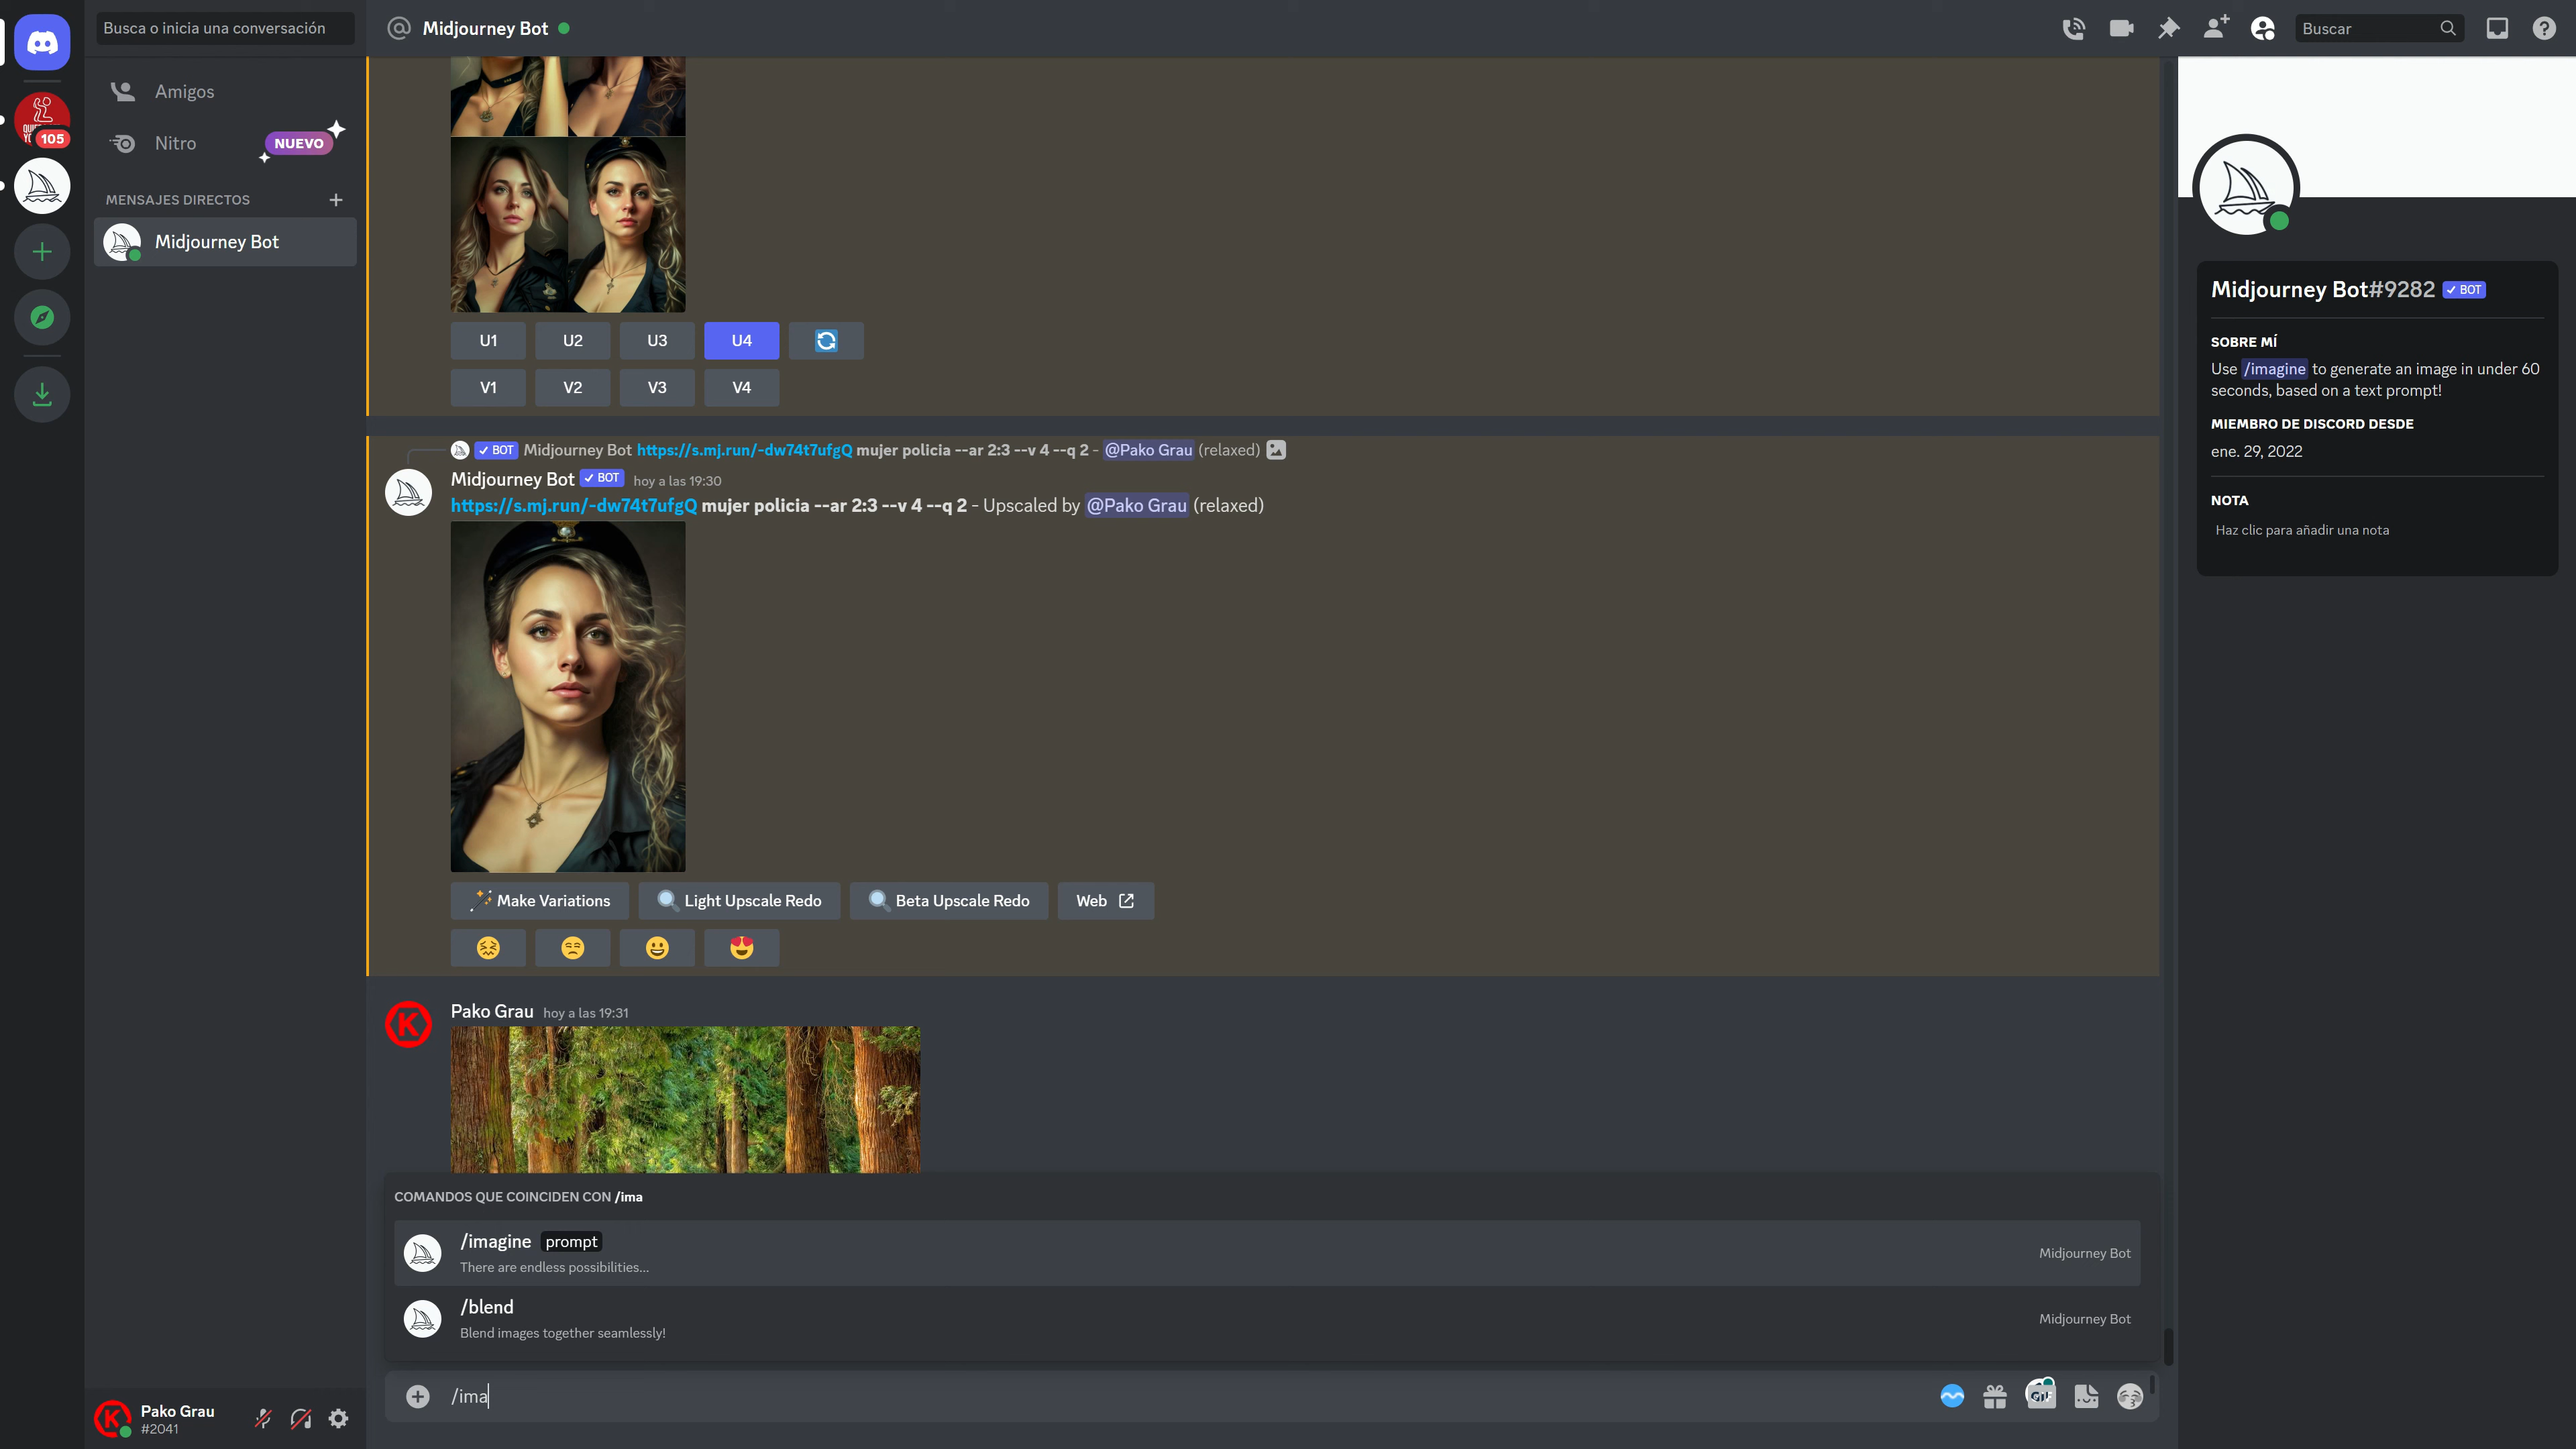 Busca o inicia una conversación
Midjourney Bot
Buscar
105
Amigos
Nitro
NUEVO
MENSAJES DIRECTOS
Midjourney Bot
U1
U2
U3
U4
V1
V2
V3
V4
BOT Midjourney Bot https://s.mj.run/-dw74t7ufgQ mujer policia --ar 2:3 --v 4 --q 2 - @Pako Grau (relaxed)
Midjourney Bot BOT hoy a las 19:30
https://s.mj.run/-dw74t7ufgQ mujer policia --ar 2:3 --v 4 --q 2 - Upscaled by @Pako Grau (relaxed)
Make Variations
Light Upscale Redo
Beta Upscale Redo
Web
Pako Grau hoy a las 19:31
COMANDOS QUE COINCIDEN CON /ima
/imagine prompt
There are endless possibilities...
Midjourney Bot
/blend
Blend images together seamlessly!
Midjourney Bot
/ima
GIF
Pako Grau
#2041
Midjourney Bot#9282 BOT
SOBRE MÍ
Use /imagine to generate an image in under 60
seconds, based on a text prompt!
MIEMBRO DE DISCORD DESDE
ene. 29, 2022
NOTA
Haz clic para añadir una nota